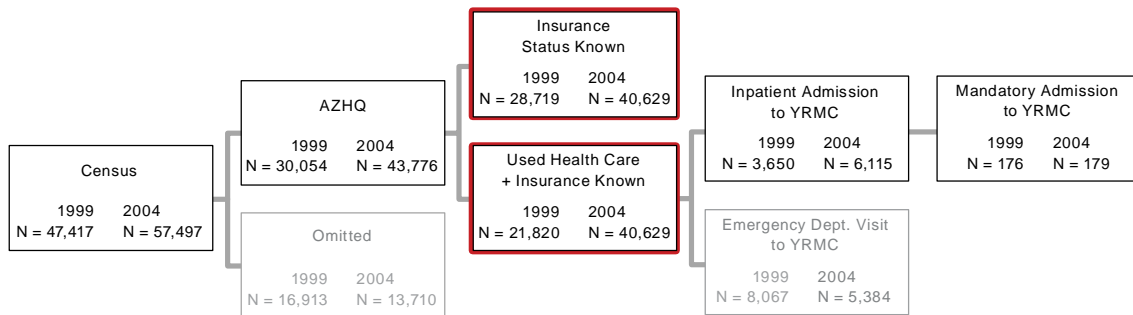 Census
1999 2004
N = 47,417 N = 57,497
AZHQ
1999 2004
N = 30,054 N = 43,776
Omitted
1999 2004
N = 16,913 N = 13,710
Insurance
Status Known
1999 2004
N = 28,719 N = 40,629
Used Health Care
+ Insurance Known
1999 2004
N = 21,820 N = 40,629
Inpatient Admission
to YRMC
1999 2004
N = 3,650 N = 6,115
Emergency Dept. Visit
to YRMC
1999 2004
N = 8,067 N = 5,384
Mandatory Admission
to YRMC
1999 2004
N = 176 N = 179